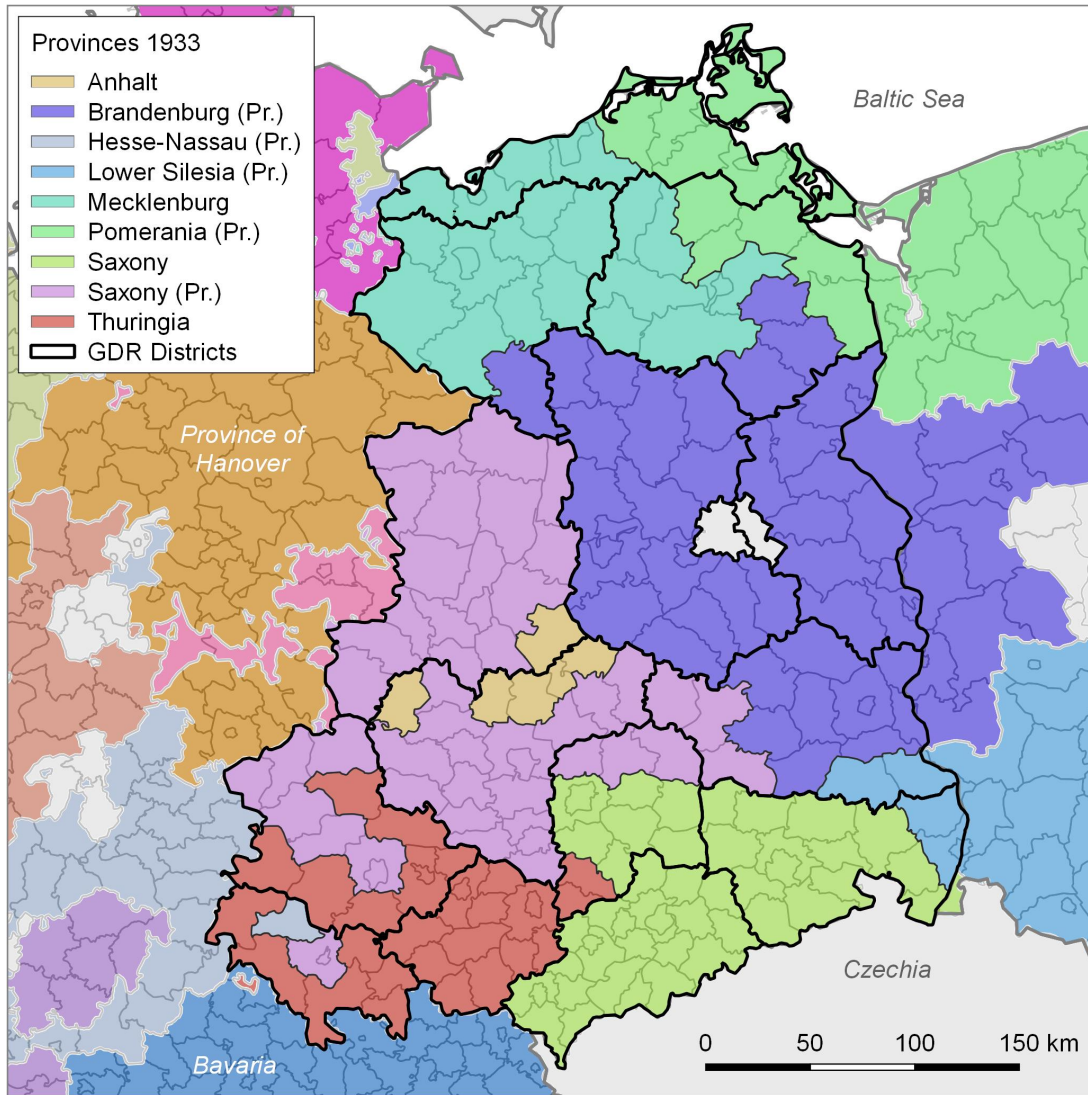 Provinces 1933
Anhalt
Brandenburg (Pr.)
Hesse-Nassau (Pr.)
Lower Silesia (Pr.)
Mecklenburg
Pomerania (Pr.)
Saxony
Saxony (Pr.)
Thuringia
GDR Districts
Baltic Sea
Province of
Hanover
Czechia
Bavaria
0 50 100 150 km